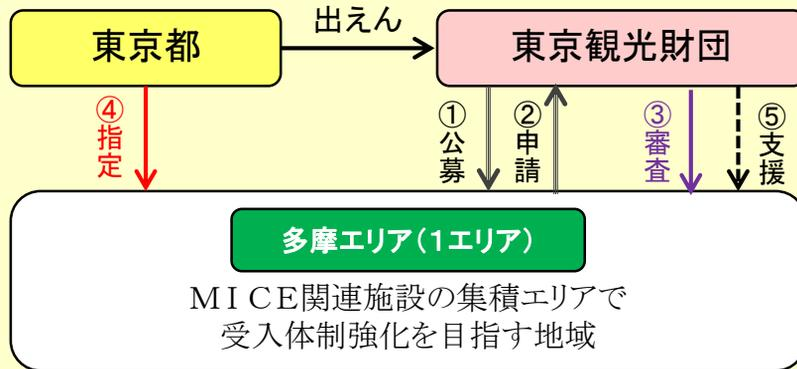 出えん
東京都
東京観光財団
④指定
①公募
②申請
③審査
⑤支援
多摩エリア（１エリア）
ＭＩＣＥ関連施設の集積エリアで
受入体制強化を目指す地域